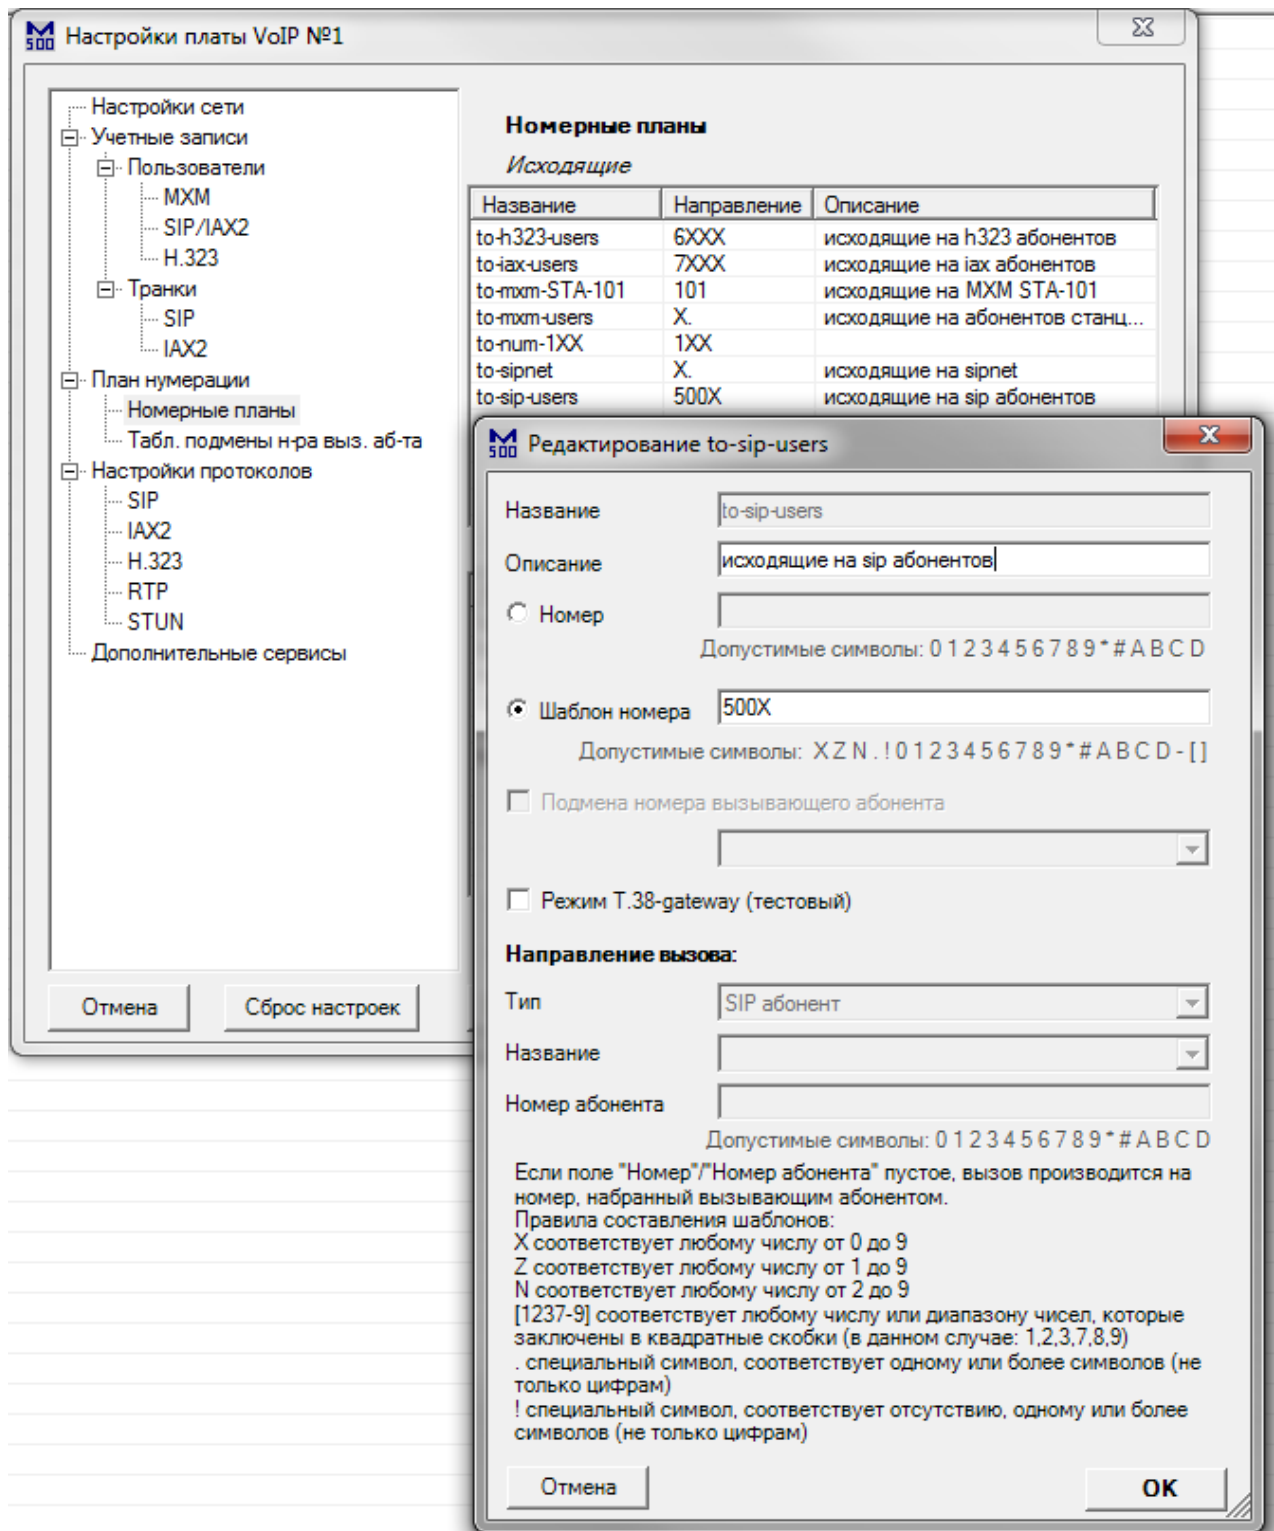 M
500 Настройки платы VoIP №1
Настройки сети
Учетные записи
Пользователи
MXM
SIP/IAX2
H.323
Транки
SIP
IAX2
План нумерации
Номерные планы
Табл. подмены н-ра выз. аб-та
Настройки протоколов
SIP
IAX2
H.323
RTP
STUN
Дополнительные сервисы
Отмена Сброс настроек
Номерные планы
Исходящие
Название Направление Описание
to-h323-users 6XXX исходящие на h323 абонентов
to-iax-users 7XXX исходящие на iax абонентов
to-mxm-STA-101 101 исходящие на MXM STA-101
to-mxm-users X. исходящие на абонентов станц...
to-num-1XX 1XX
to-sipnet X. исходящие на sipnet
to-sip-users 500X исходящие на sip абонентов
M
500 Редактирование to-sip-users
Название to-sip-users
Описание исходящие на sip абонентов
Номер
Допустимые символы: 0 1 2 3 4 5 6 7 8 9 * # A B C D
Шаблон номера 500X
Допустимые символы: X Z N . ! 0 1 2 3 4 5 6 7 8 9 * # A B C D - [ ]
Подмена номера вызывающего абонента
Режим T.38-gateway (тестовый)
Направление вызова:
Тип SIP абонент
Название
Номер абонента
Допустимые символы: 0 1 2 3 4 5 6 7 8 9 * # A B C D
Если поле "Номер"/"Номер абонента" пустое, вызов производится на
номер, набранный вызывающим абонентом.
Правила составления шаблонов:
X соответствует любому числу от 0 до 9
Z соответствует любому числу от 1 до 9
N соответствует любому числу от 2 до 9
[1237-9] соответствует любому числу или диапазону чисел, которые
заключены в квадратные скобки (в данном случае: 1,2,3,7,8,9)
. специальный символ, соответствует одному или более символов (не
только цифрам)
! специальный символ, соответствует отсутствию, одному или более
символов (не только цифрам)
Отмена OK